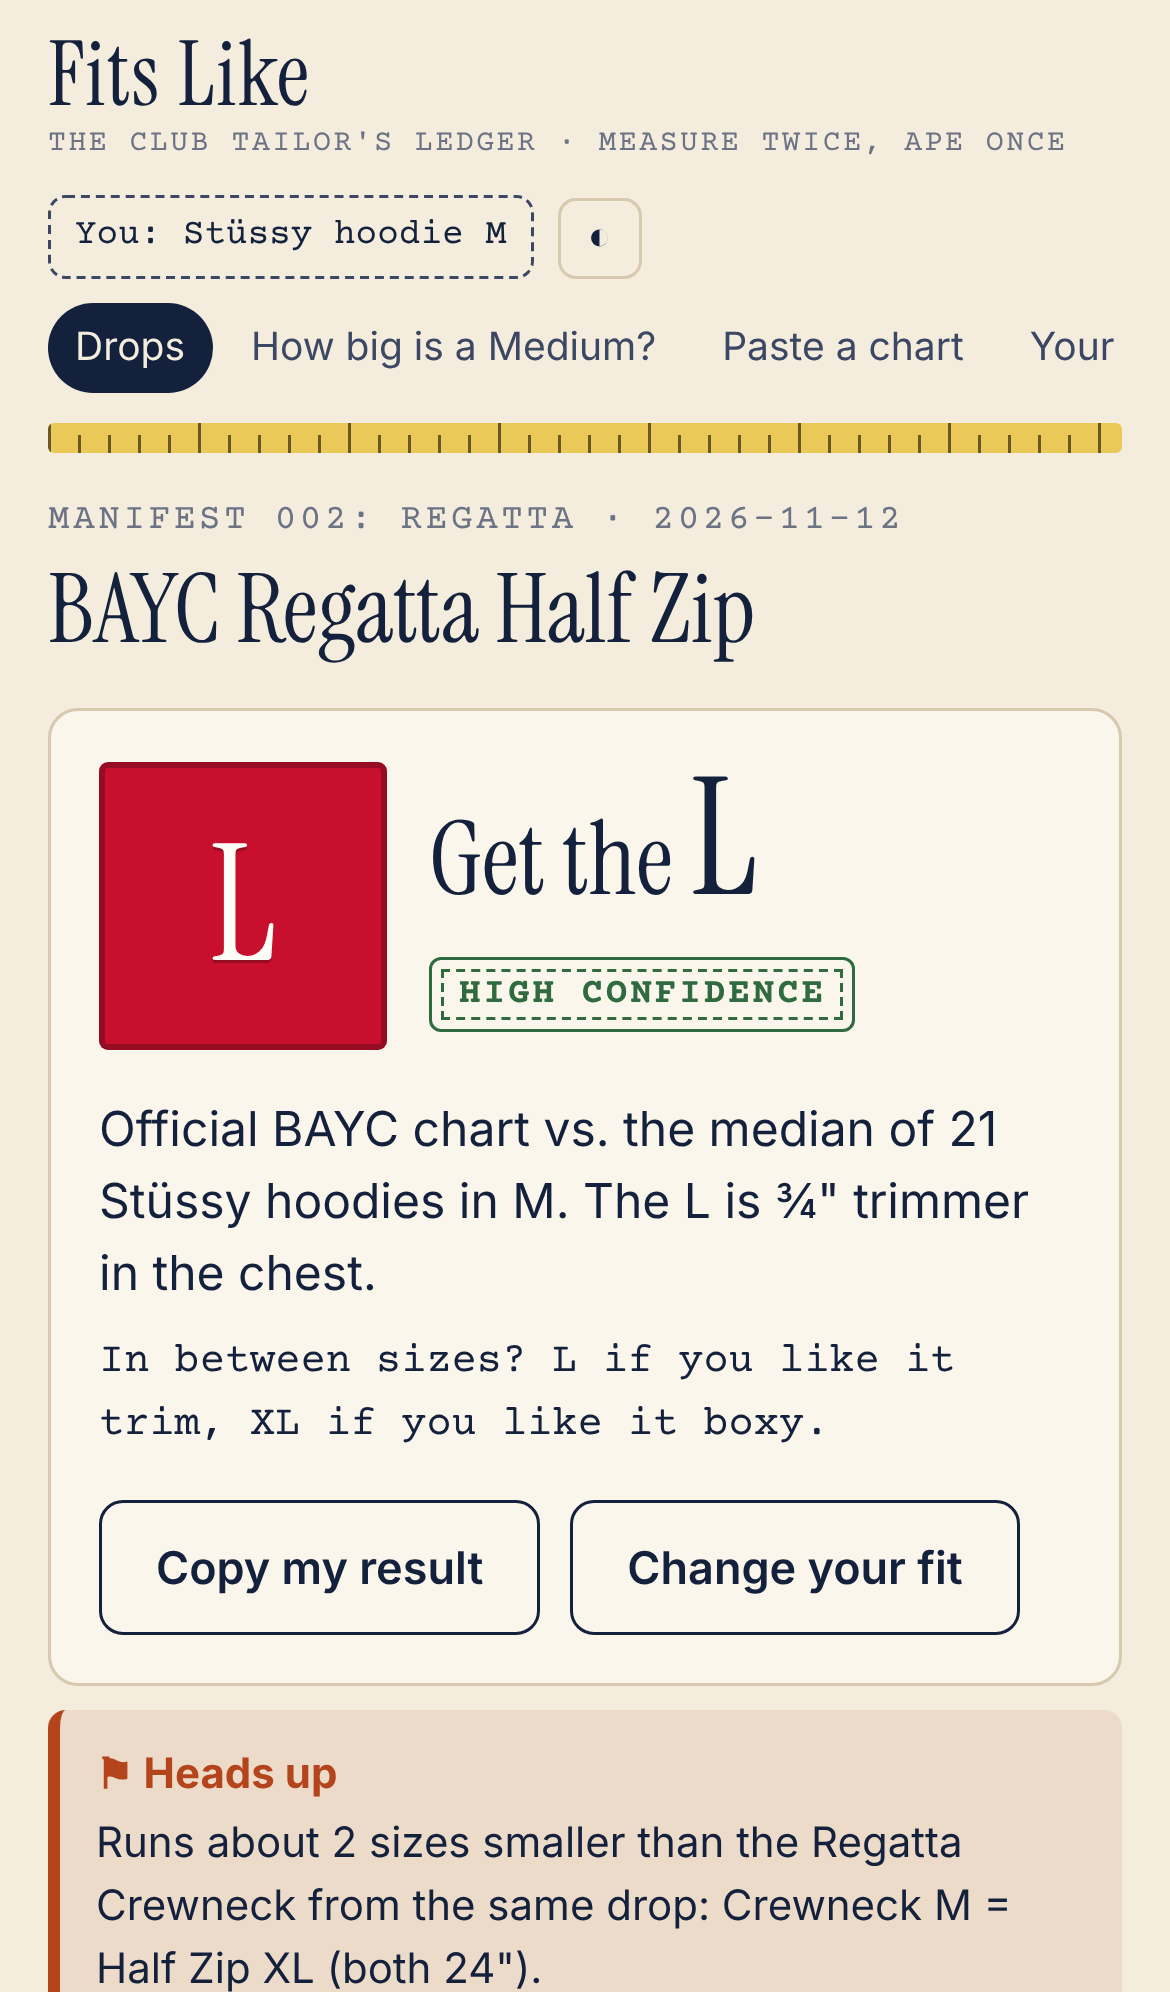 Fits Like
THE CLUB TAILOR'S LEDGER · MEASURE TWICE, APE ONCE
You: Stüssy hoodie M
Drops How big is a Medium? Paste a chart Your
MANIFEST 002: REGATTA · 2026-11-12
BAYC Regatta Half Zip
L
Get the L
HIGH CONFIDENCE
Official BAYC chart vs. the median of 21
Stüssy hoodies in M. The L is ¾" trimmer
in the chest.
In between sizes? L if you like it
trim, XL if you like it boxy.
Copy my result Change your fit
⚑ Heads up
Runs about 2 sizes smaller than the Regatta
Crewneck from the same drop: Crewneck M =
Half Zip XL (both 24").